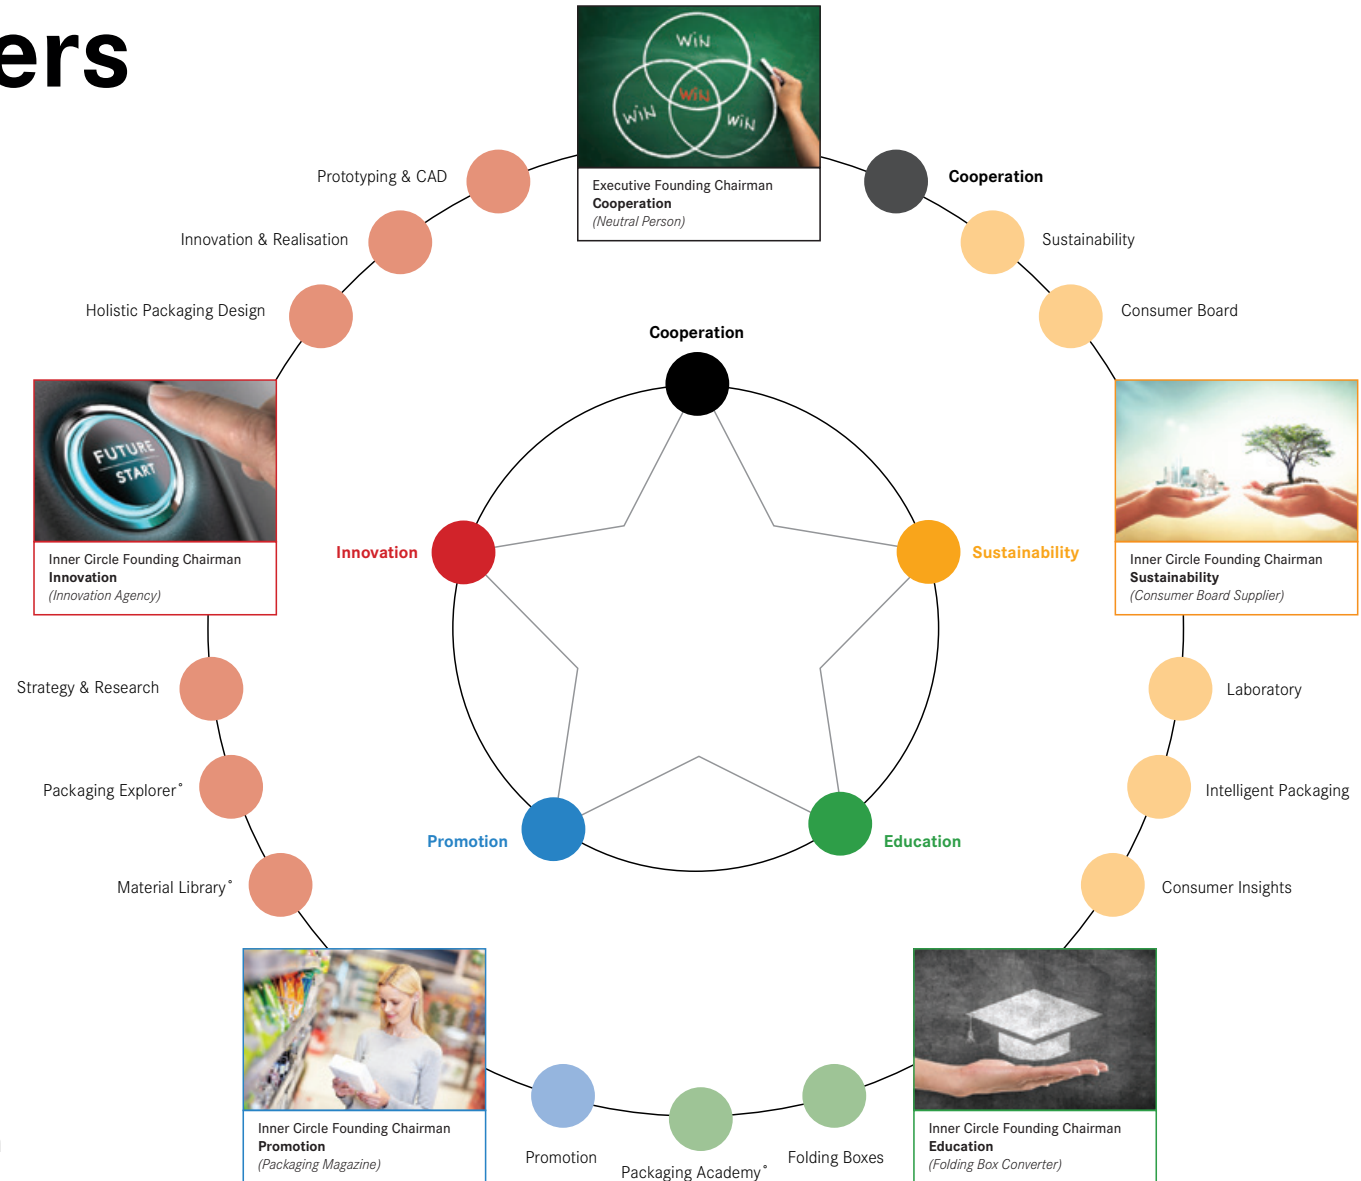 ers
WiN
WiN
WiN
WiN
Executive Founding Chairman
Cooperation
(Neutral Person)
Prototyping & CAD
Cooperation
Innovation & Realisation
Sustainability
Holistic Packaging Design
Consumer Board
Cooperation
FUTURE
START
Innovation
Sustainability
Inner Circle Founding Chairman
Innovation
(Innovation Agency)
Inner Circle Founding Chairman
Sustainability
(Consumer Board Supplier)
Strategy & Research
Laboratory
Packaging Explorer°
Intelligent Packaging
Promotion
Education
Material Library°
Consumer Insights
Inner Circle Founding Chairman
Promotion
(Packaging Magazine)
Promotion
Packaging Academy°
Folding Boxes
Inner Circle Founding Chairman
Education
(Folding Box Converter)